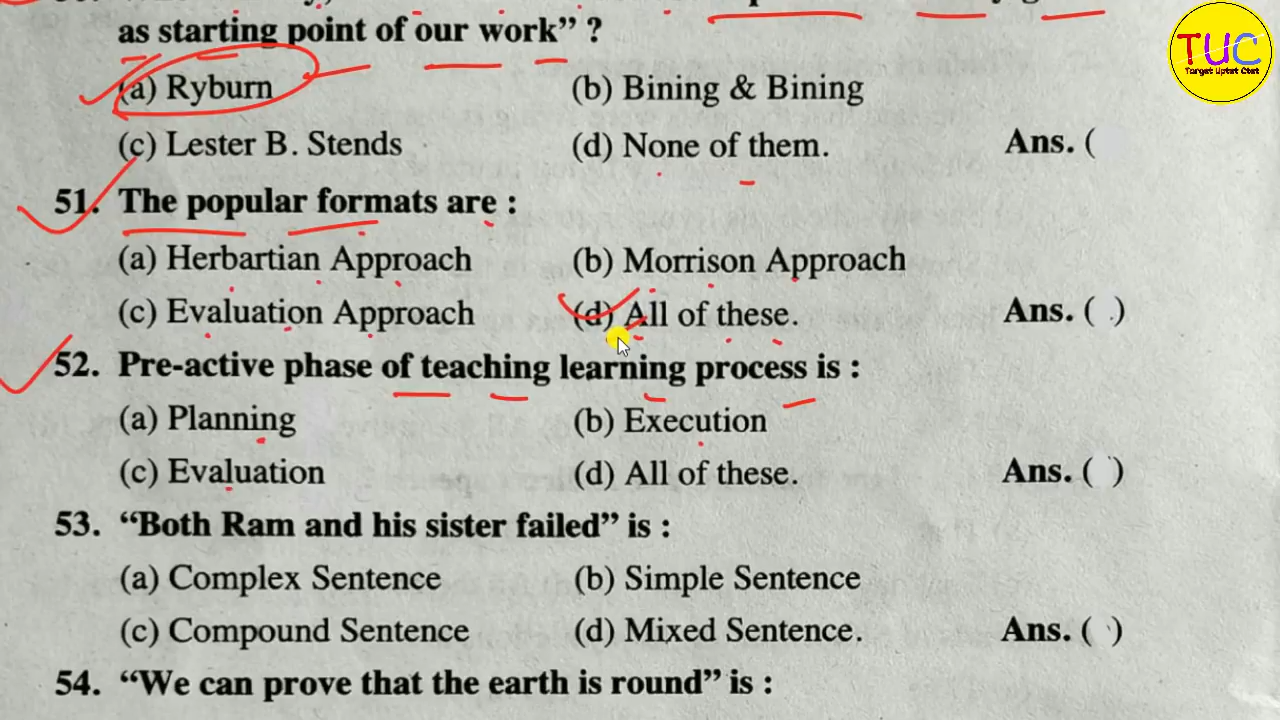 TUC
Target Uptet Ctet
as starting point of our work” ?
(a) Ryburn (b) Bining & Bining
(c) Lester B. Stends (d) None of them. Ans. (
51. The popular formats are :
(a) Herbartian Approach (b) Morrison Approach
(c) Evaluation Approach (d) All of these. Ans. ( )
52. Pre-active phase of teaching learning process is :
(a) Planning (b) Execution
(c) Evaluation (d) All of these. Ans. ( )
53. “Both Ram and his sister failed” is :
(a) Complex Sentence (b) Simple Sentence
(c) Compound Sentence (d) Mixed Sentence. Ans. ( )
54. “We can prove that the earth is round” is :